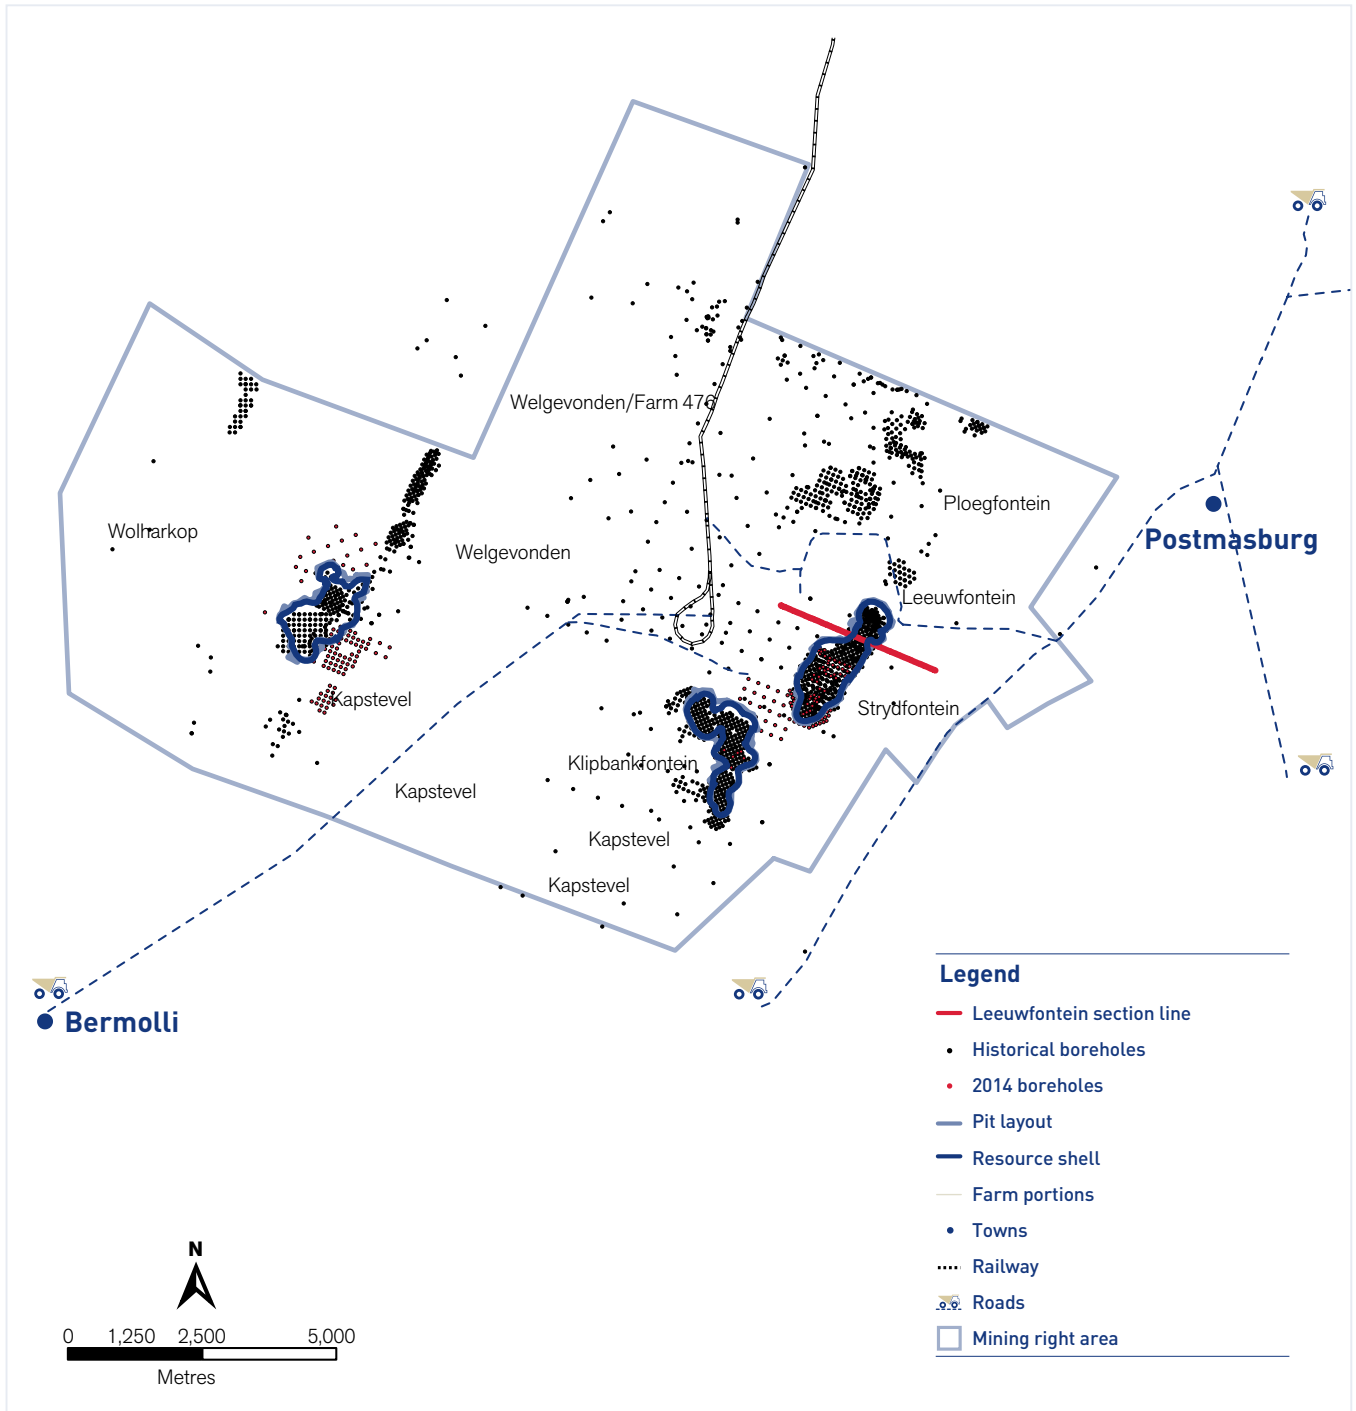 Welgevonden/Farm 476
Ploegfontein
Wolharkop
Postmasburg
Welgevonden
Leeuwfontein
Kapstevel
Strydfontein
Klipbankfontein
Kapstevel
Kapstevel
Kapstevel
Bermolli
Legend
Leeuwfontein section line
Historical boreholes
2014 boreholes
Pit layout
Resource shell
Farm portions
Towns
Railway
Roads
Mining right area
N
0 1,250 2,500 5,000
Metres